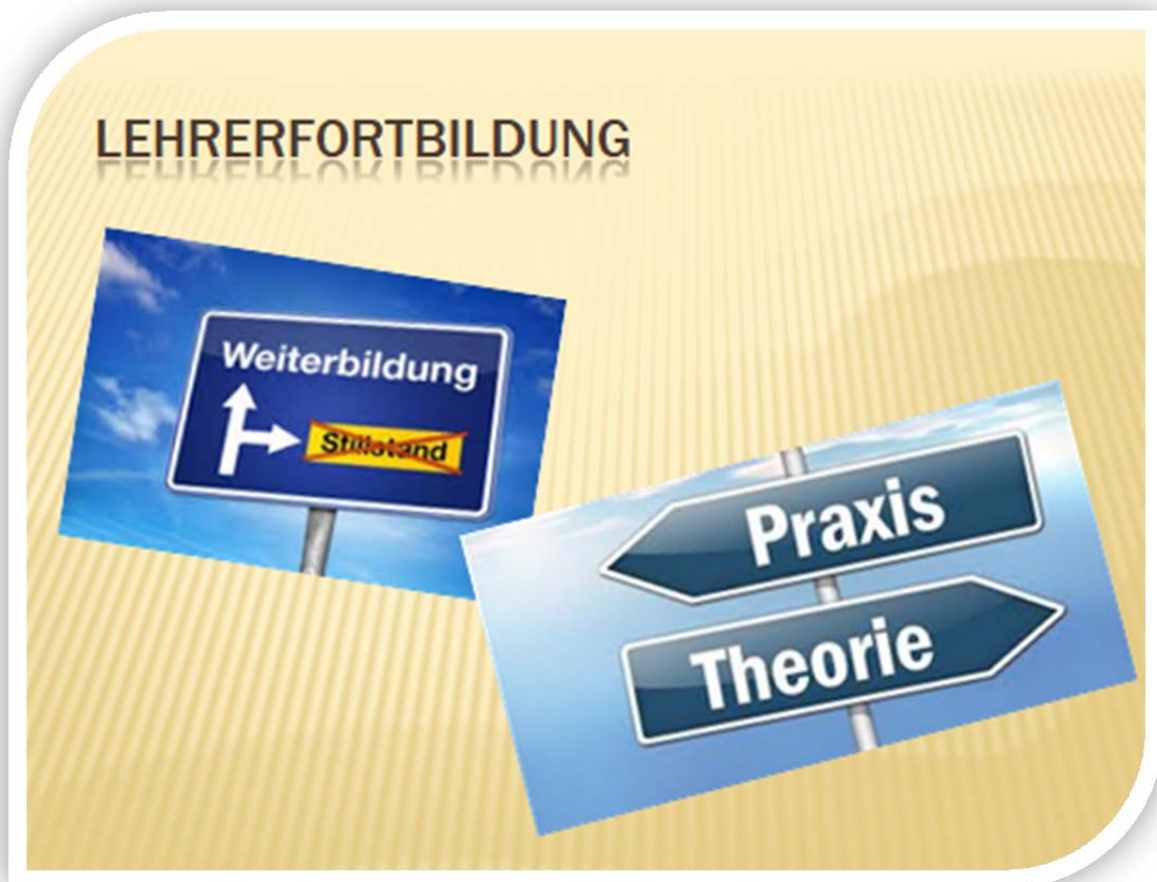 LEHRERFORTBILDUNG
Weiterbildung
Stillstand
Praxis
Theorie